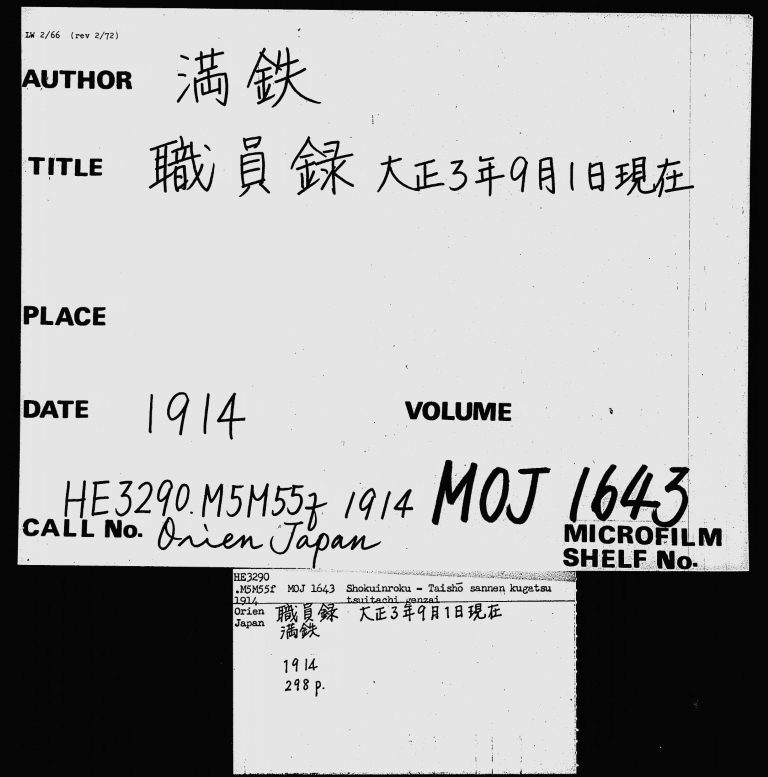 LW 2/66 (rev 2/72)
AUTHOR 満鉄
TITLE 職員録 大正3年9月1日現在
PLACE
DATE 1914 VOLUME
HE3290.M5M55f 1914 MOJ 1643
CALL No. Orien Japan MICROFILM
SHELF No.
HE3290
.M5M55f MOJ 1643 Shokuinroku - Taishō sannen kugatsu
1914 tsuitachi genzai
Orien 職員録 大正3年9月1日現在
Japan 満鉄
1914
298 p.